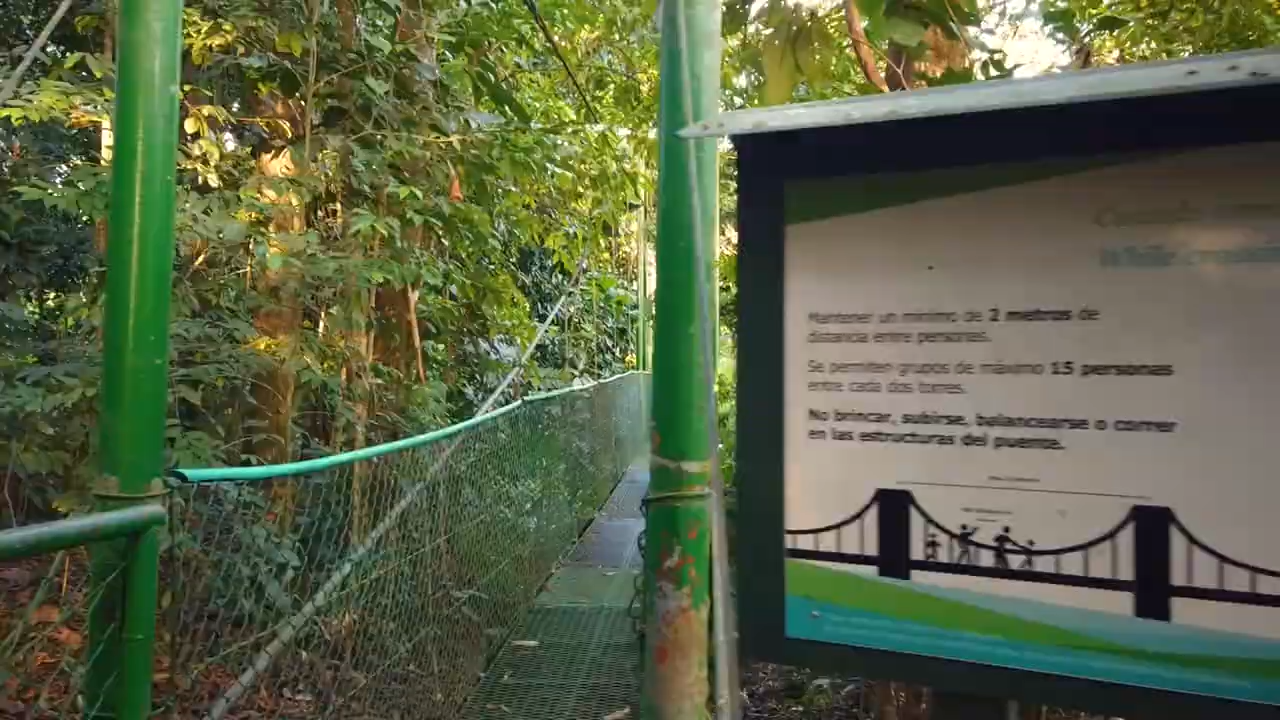 Mantener un mínimo de 2 metros de
distancia entre personas.
Se permiten grupos de máximo 15 personas
entre cada dos torres.
No brincar, subirse, balancearse o correr
en las estructuras del puente.